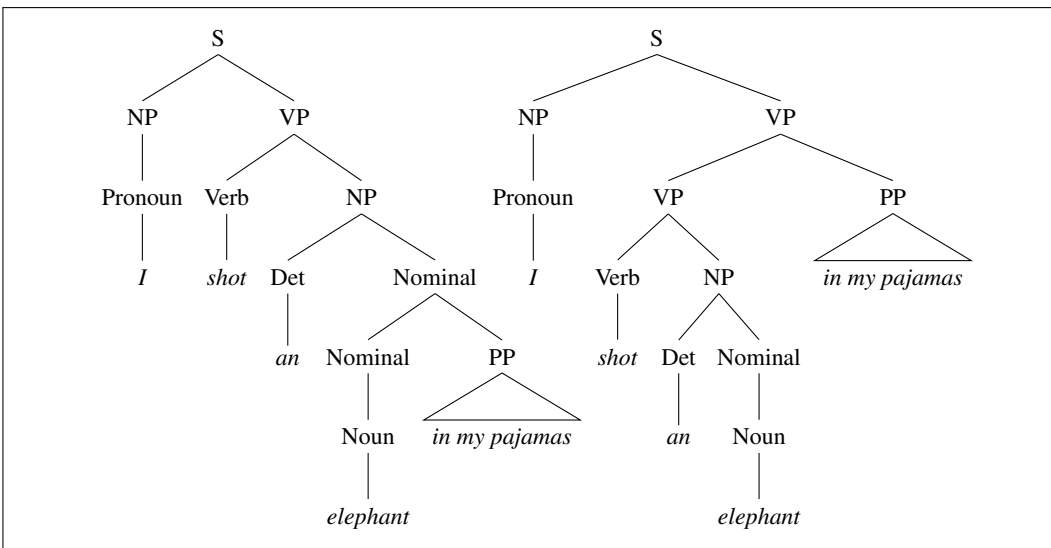 S S
NP VP NP VP
Pronoun Verb NP Pronoun VP PP
I shot Det Nominal I Verb NP in my pajamas
an Nominal PP shot Det Nominal
Noun in my pajamas an Noun
elephant elephant